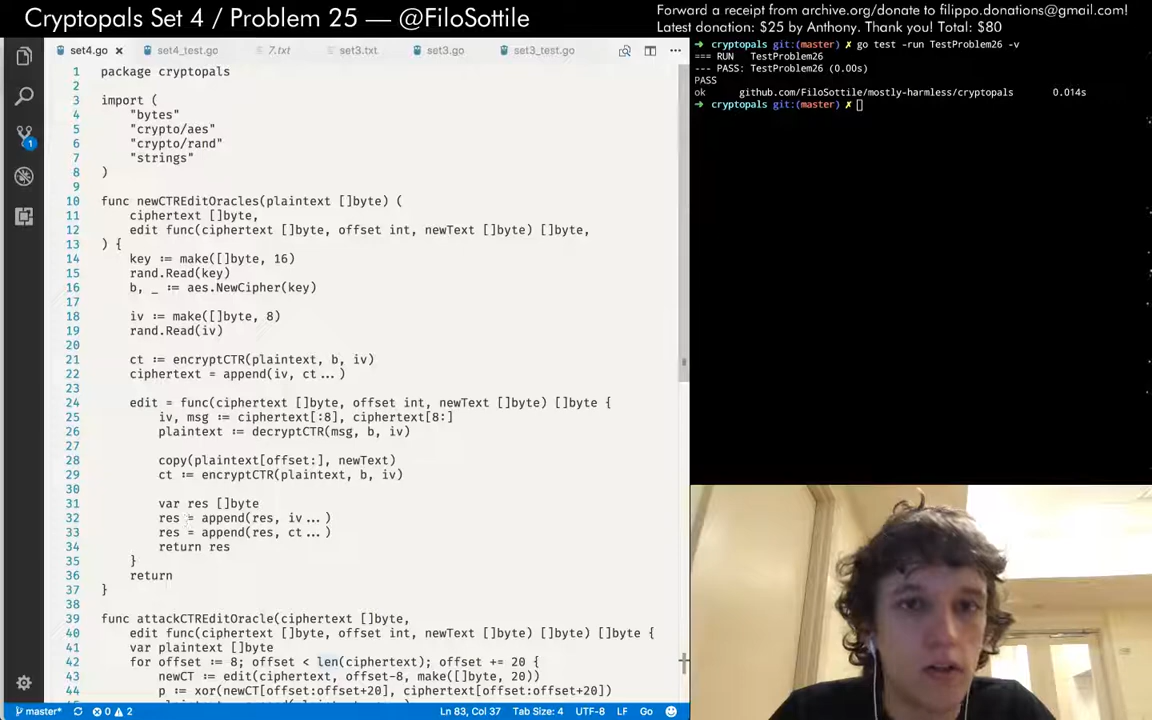 Cryptopals Set 4 / Problem 25 — @FiloSottile
Forward a receipt from archive.org/donate to filippo.donations@gmail.com!
Latest donation: $25 by Anthony. Thank you! Total: $80
set4.go
set4_test.go
7.txt
set3.txt
set3.go
set3_test.go
1 package cryptopals
2
3 import (
4 "bytes"
5 "crypto/aes"
6 "crypto/rand"
7 "strings"
8 )
9
10 func newCTREditOracles(plaintext []byte) (
11 ciphertext []byte,
12 edit func(ciphertext []byte, offset int, newText []byte) []byte,
13 ) {
14 key := make([]byte, 16)
15 rand.Read(key)
16 b, _ := aes.NewCipher(key)
17
18 iv := make([]byte, 8)
19 rand.Read(iv)
20
21 ct := encryptCTR(plaintext, b, iv)
22 ciphertext = append(iv, ct...)
23
24 edit = func(ciphertext []byte, offset int, newText []byte) []byte {
25 iv, msg := ciphertext[:8], ciphertext[8:]
26 plaintext := decryptCTR(msg, b, iv)
27
28 copy(plaintext[offset:], newText)
29 ct := encryptCTR(plaintext, b, iv)
30
31 var res []byte
32 res = append(res, iv...)
33 res = append(res, ct...)
34 return res
35 }
36 return
37 }
38
39 func attackCTREditOracle(ciphertext []byte,
40 edit func(ciphertext []byte, offset int, newText []byte) []byte) []byte {
41 var plaintext []byte
42 for offset := 8; offset < len(ciphertext); offset += 20 {
43 newCT := edit(ciphertext, offset-8, make([]byte, 20))
44 p := xor(newCT[offset:offset+20], ciphertext[offset:offset+20])
master*
0
2
Ln 83, Col 37
Tab Size: 4
UTF-8
LF
Go
1
➜ cryptopals git:(master) ✗ go test -run TestProblem26 -v
=== RUN TestProblem26
--- PASS: TestProblem26 (0.00s)
PASS
ok github.com/FiloSottile/mostly-harmless/cryptopals 0.014s
➜ cryptopals git:(master) ✗